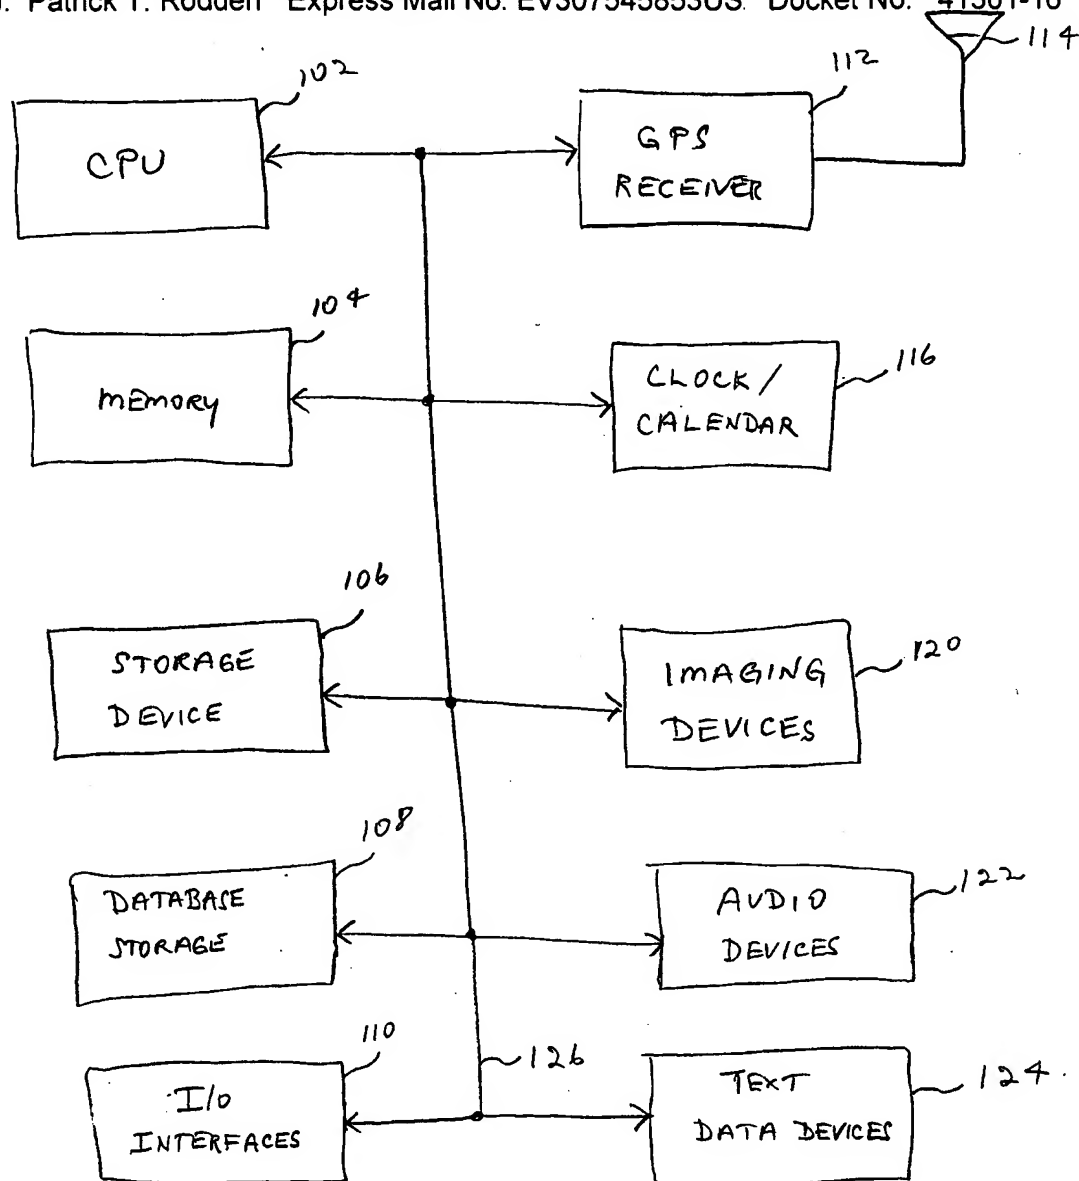 Patrick T. Rodden Express Mail No. EV307545853US Docket No.
114
102
CPU
112
GPS
RECEIVER
104
MEMORY
116
CLOCK /
CALENDAR
106
STORAGE
DEVICE
120
IMAGING
DEVICES
108
DATABASE
STORAGE
122
AUDIO
DEVICES
110
I/O
INTERFACES
126
124
TEXT
DATA DEVICES